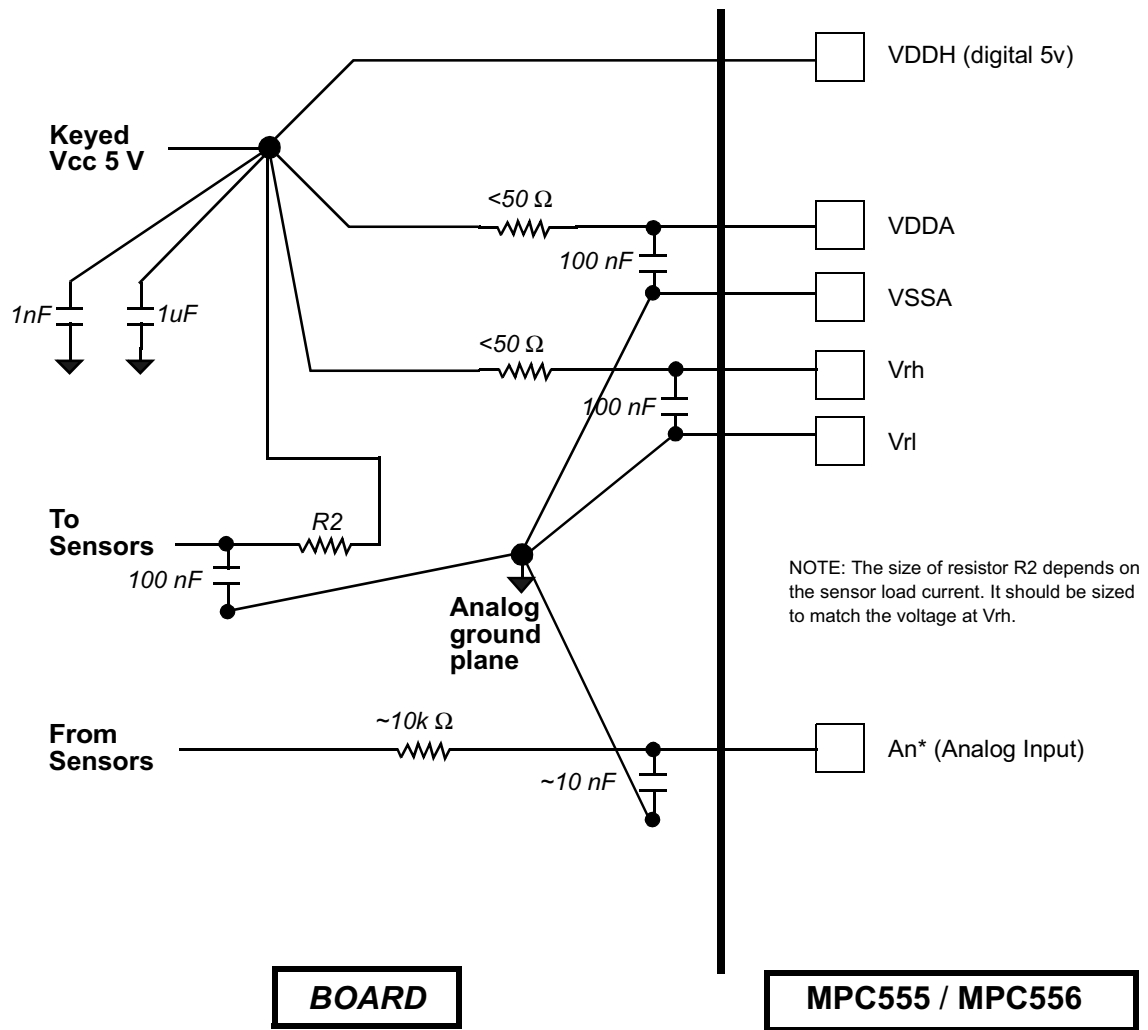 VDDH (digital 5v)
Keyed
Vcc 5 V
<50 Ω
VDDA
100 nF
VSSA
1nF
1uF
<50 Ω
Vrh
100 nF
Vrl
To
Sensors
R2
100 nF
Analog
ground
plane
NOTE: The size of resistor R2 depends on
the sensor load current. It should be sized
to match the voltage at Vrh.
From
Sensors
~10k Ω
An* (Analog Input)
~10 nF
BOARD
MPC555 / MPC556